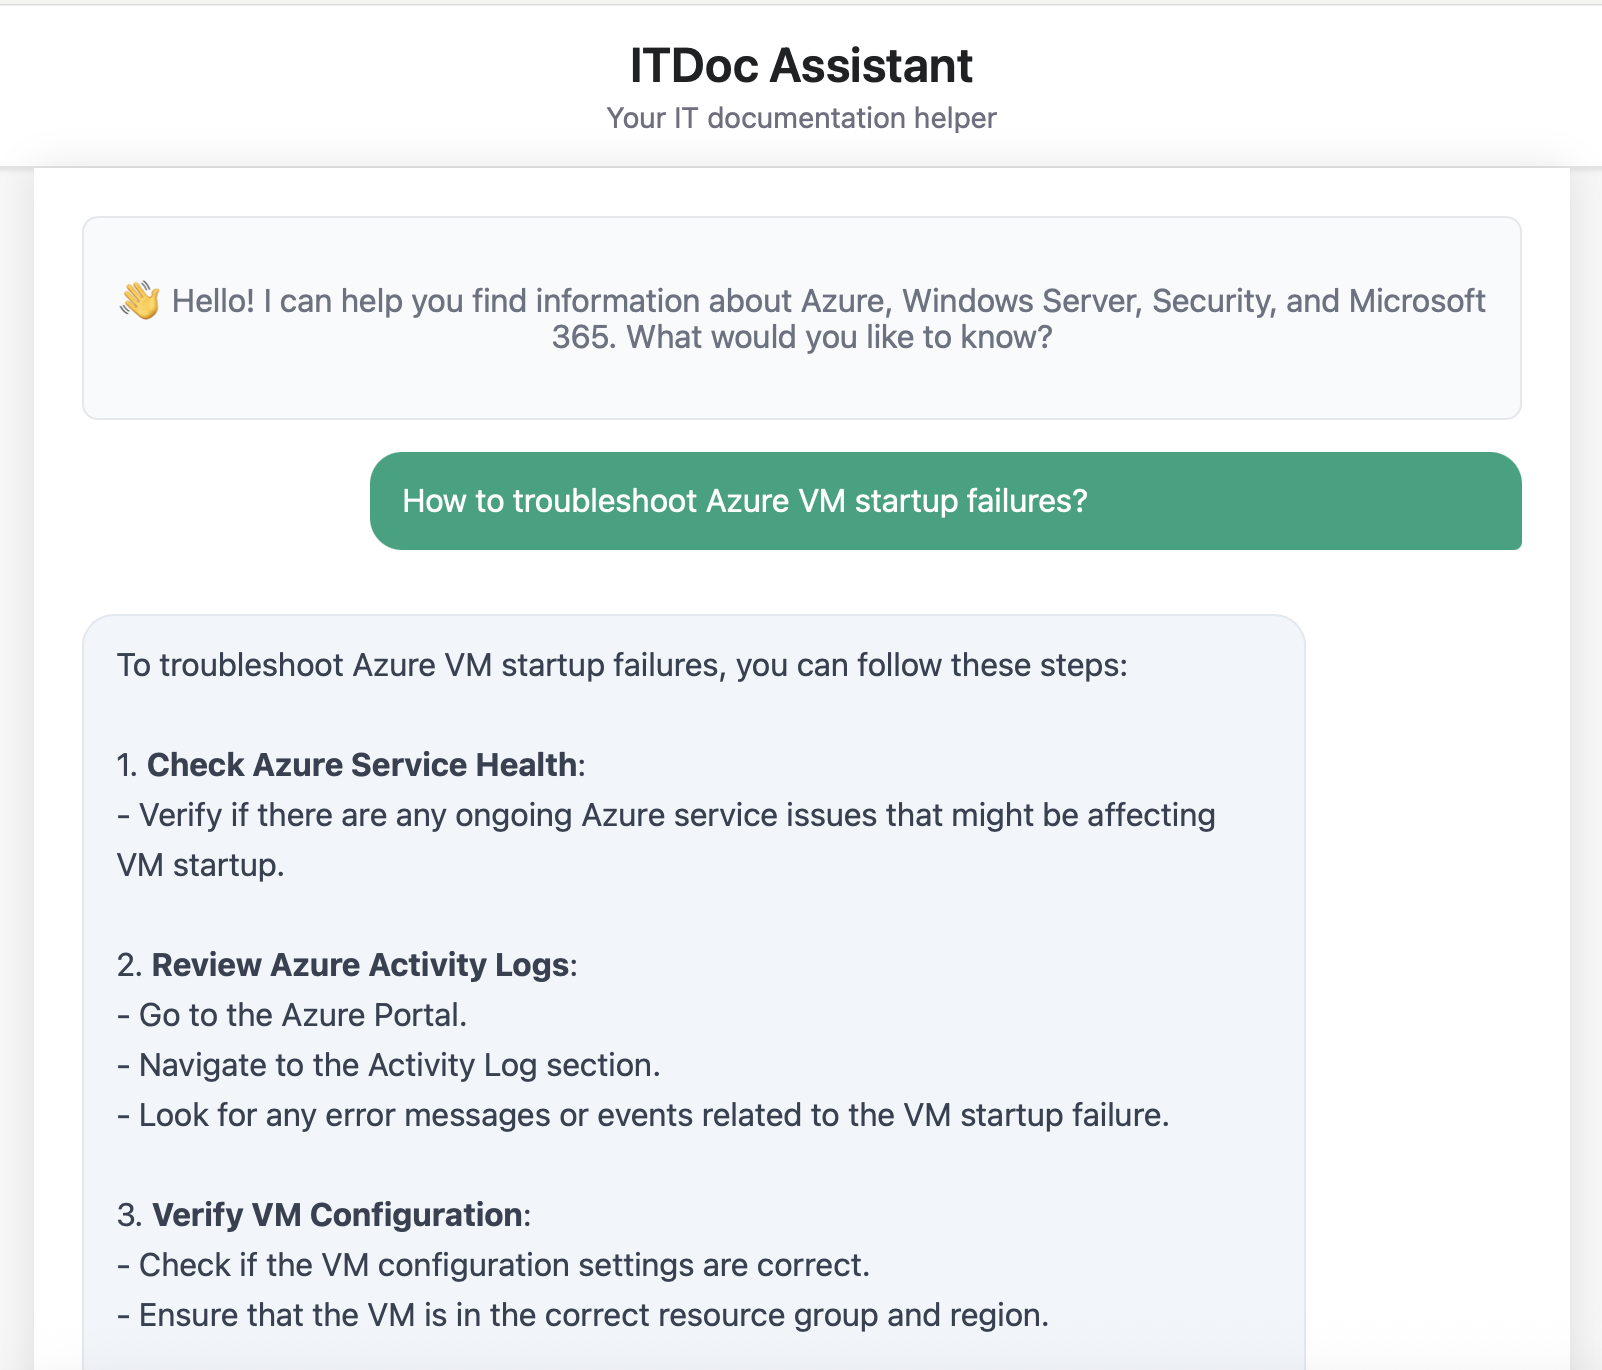 ITDoc Assistant
Your IT documentation helper
👋 Hello! I can help you find information about Azure, Windows Server, Security, and Microsoft
365. What would you like to know?
How to troubleshoot Azure VM startup failures?
To troubleshoot Azure VM startup failures, you can follow these steps:
1. Check Azure Service Health:
- Verify if there are any ongoing Azure service issues that might be affecting
VM startup.
2. Review Azure Activity Logs:
- Go to the Azure Portal.
- Navigate to the Activity Log section.
- Look for any error messages or events related to the VM startup failure.
3. Verify VM Configuration:
- Check if the VM configuration settings are correct.
- Ensure that the VM is in the correct resource group and region.